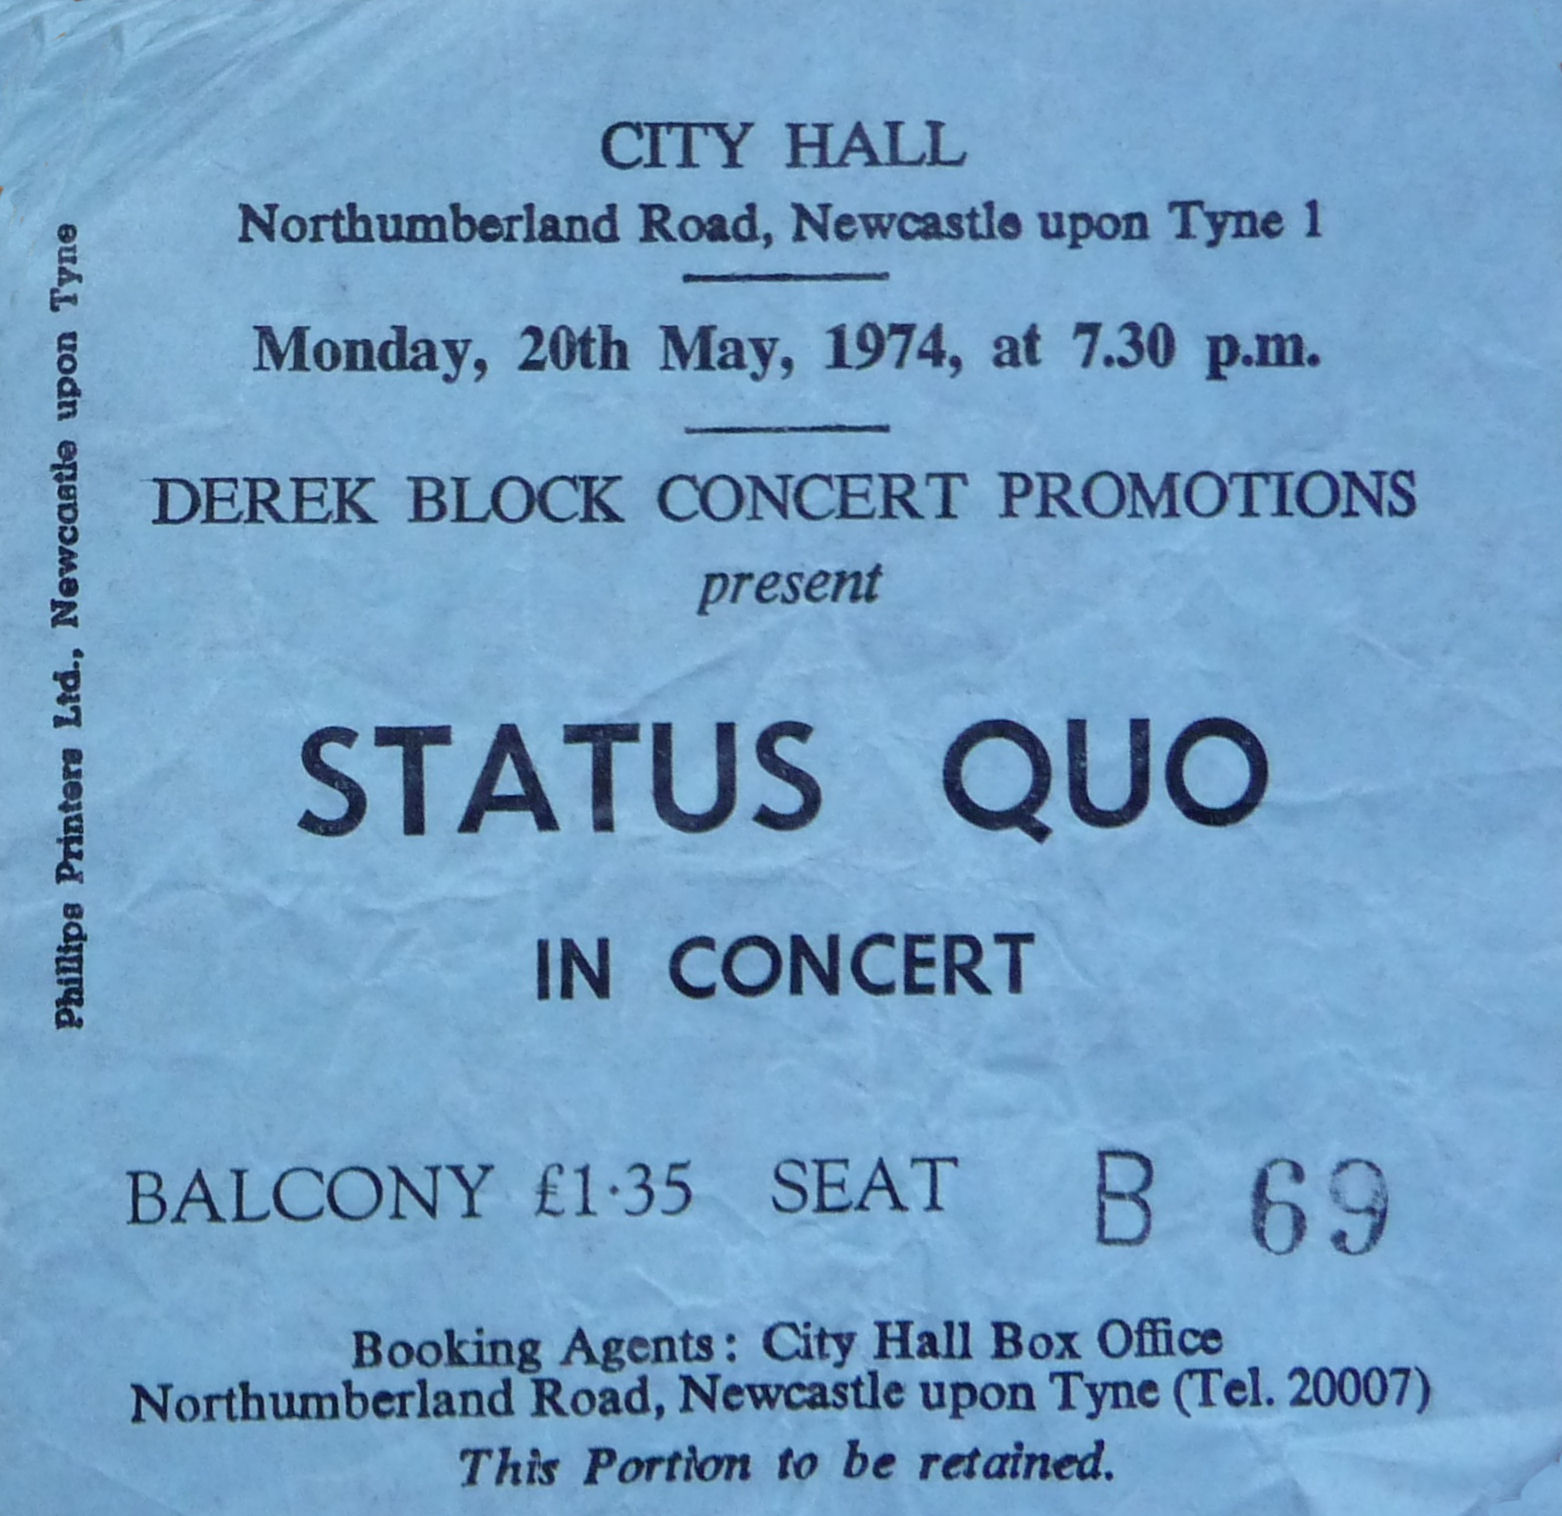 CITY HALL
Northumberland Road, Newcastle upon Tyne 1
Monday, 20th May, 1974, at 7.30 p.m.
DEREK BLOCK CONCERT PROMOTIONS
present
STATUS QUO
IN CONCERT
BALCONY £1·35 SEAT B 69
Booking Agents: City Hall Box Office
Northumberland Road, Newcastle upon Tyne (Tel. 20007)
This Portion to be retained.
Phillips Printers Ltd., Newcastle upon Tyne